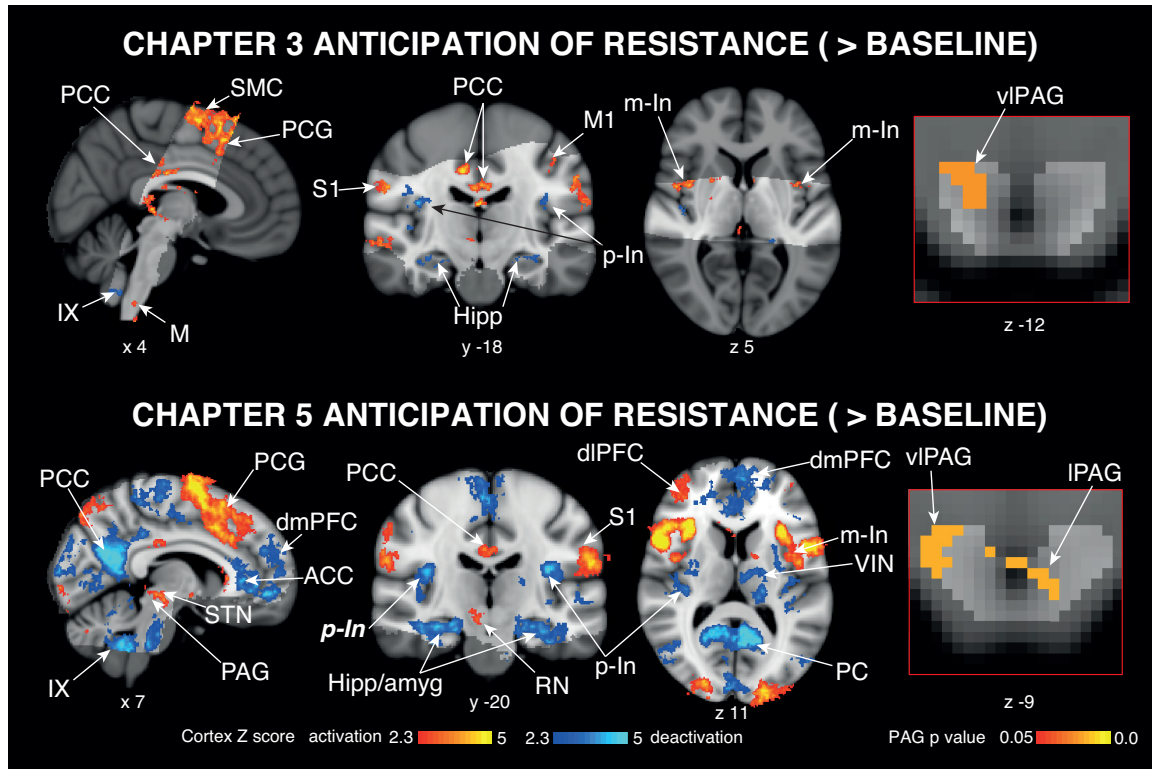 CHAPTER 3 ANTICIPATION OF RESISTANCE ( > BASELINE)
PCC
SMC
PCG
IX
M
x 4
PCC
M1
S1
p-In
Hipp
y -18
m-In
m-In
z 5
vlPAG
z -12
CHAPTER 5 ANTICIPATION OF RESISTANCE ( > BASELINE)
PCC
PCG
dmPFC
ACC
STN
PAG
IX
x 7
PCC
S1
p-In
p-In
Hipp/amyg
RN
y -20
dlPFC
dmPFC
m-In
VIN
PC
z 11
vlPAG
lPAG
z -9
Cortex Z score activation 2.3 5 2.3 5 deactivation
PAG p value 0.05 0.0